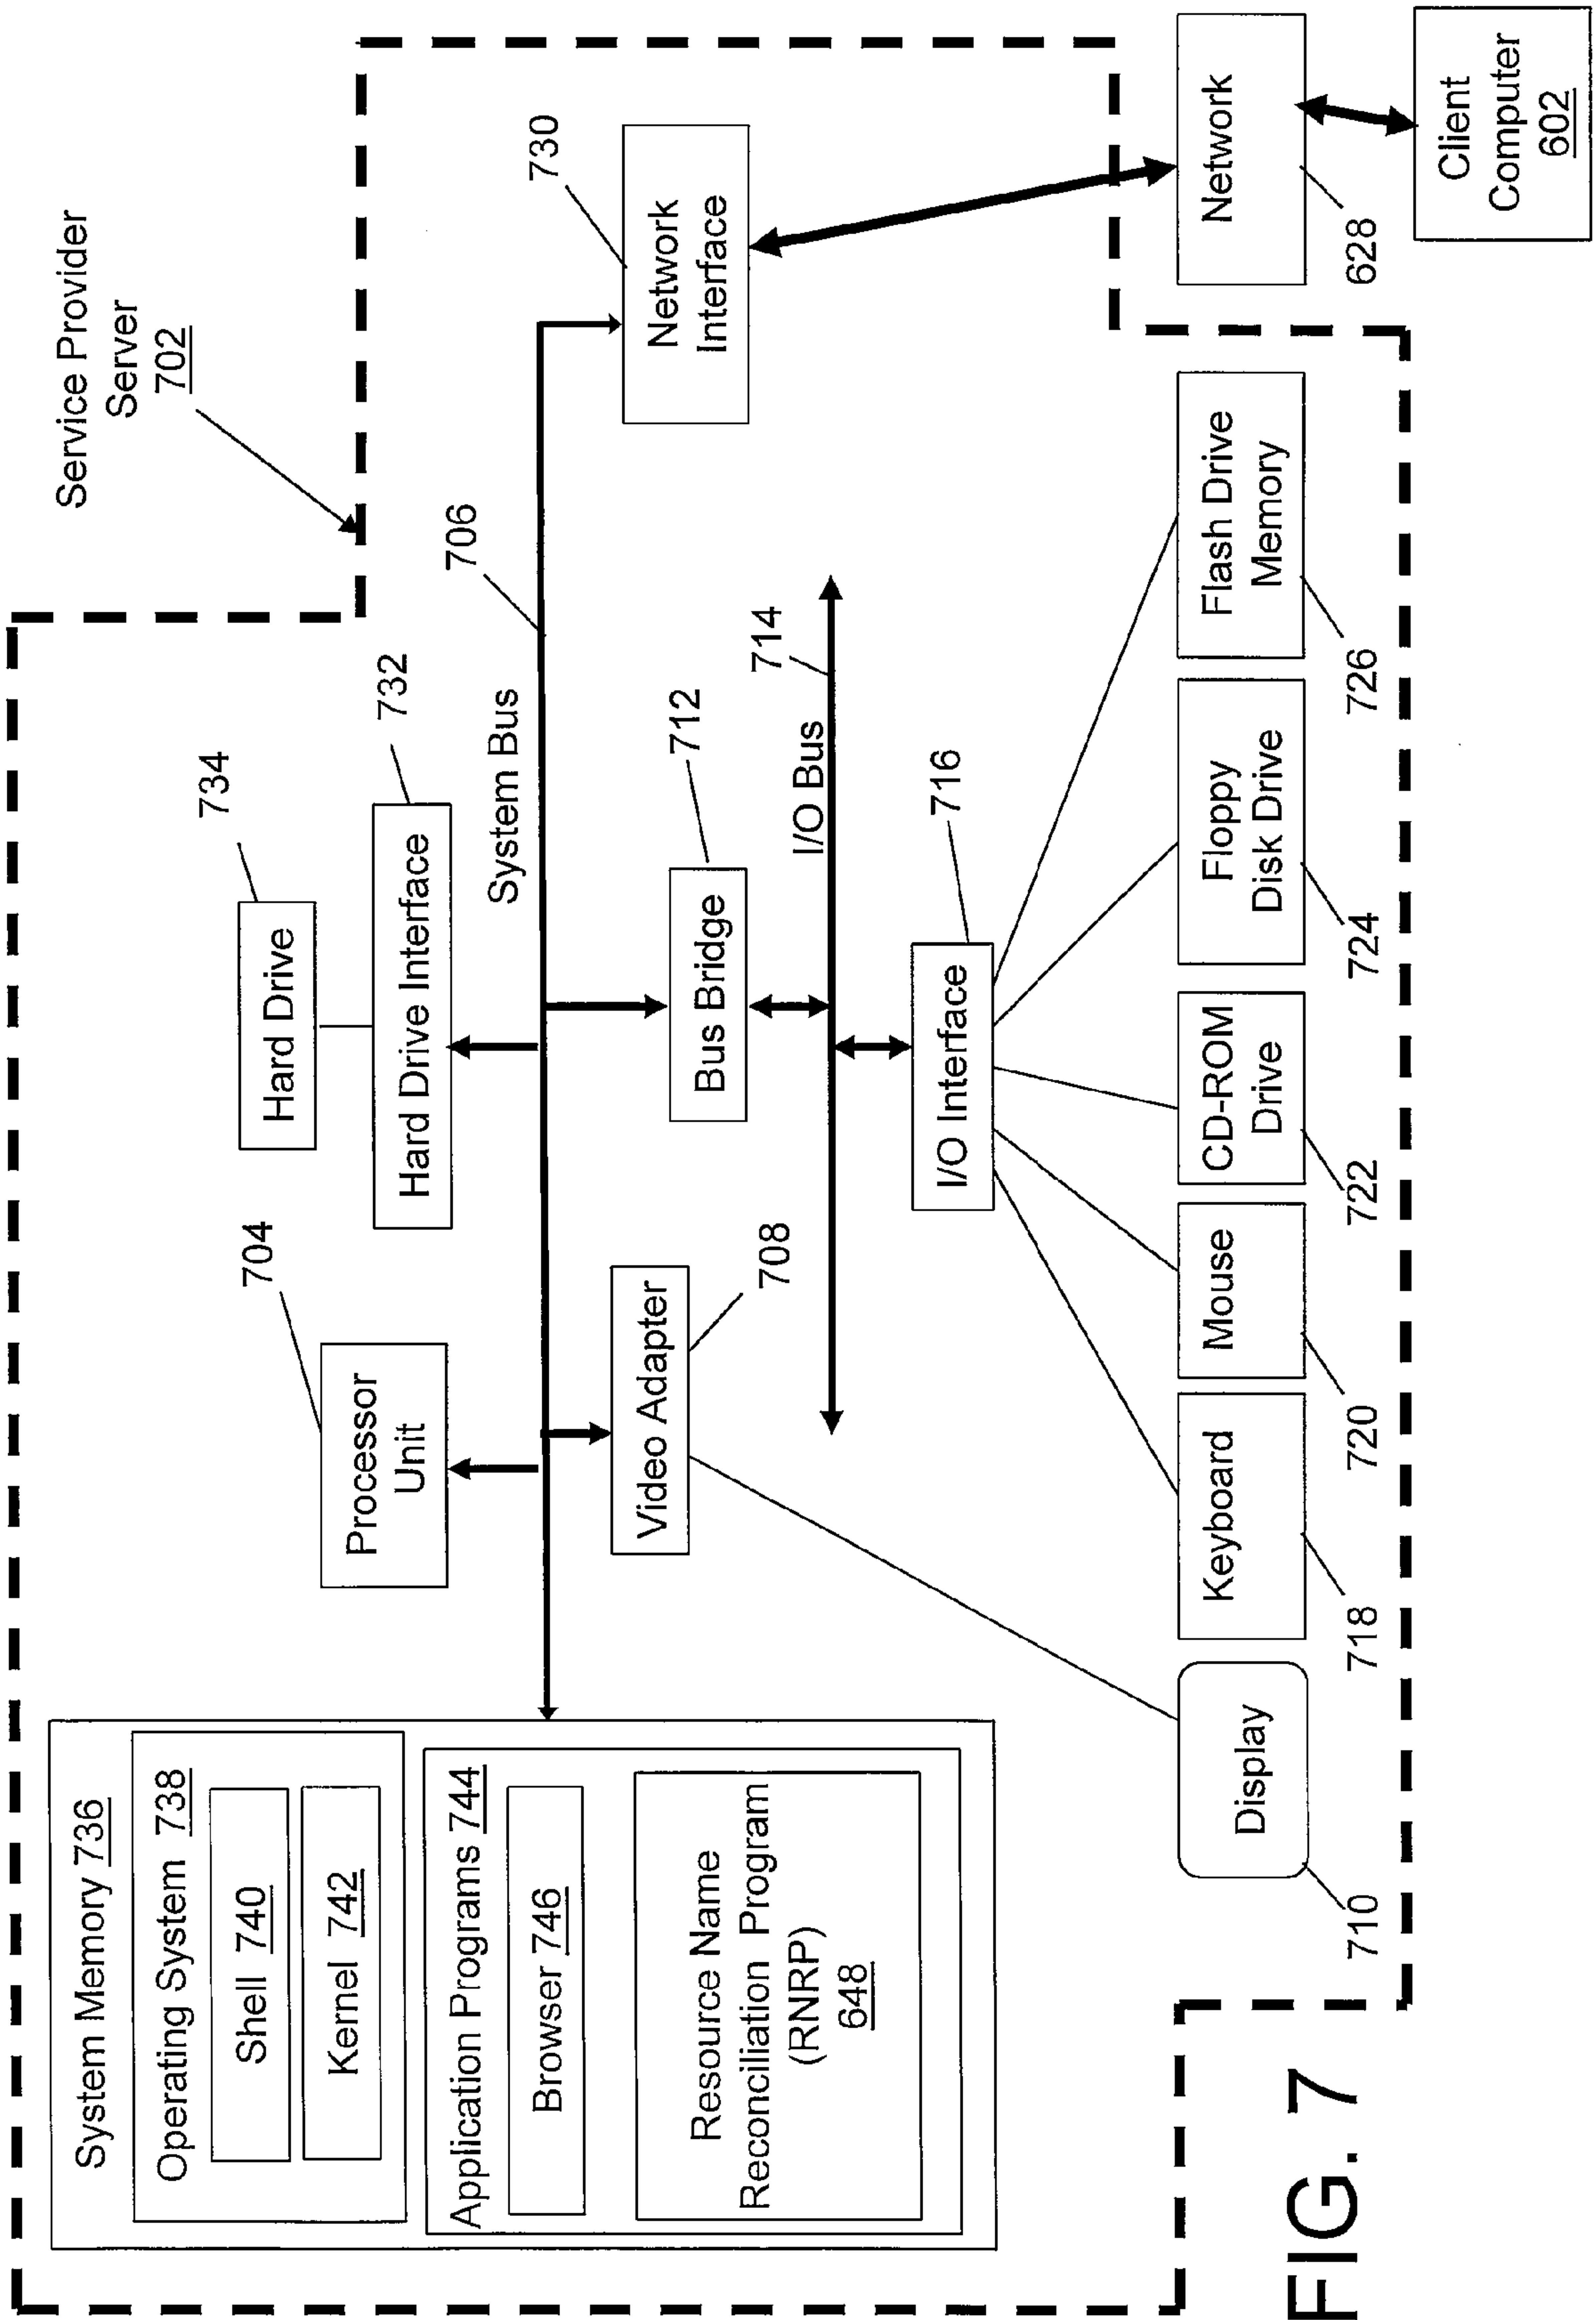 Service Provider
Server
702
System Memory 736
Operating System 738
Shell 740
Kernel 742
Application Programs 744
Browser 746
Resource Name
Reconciliation Program
(RNRP)
648
704
Processor
Unit
734
Hard Drive
732
Hard Drive Interface
System Bus
706
730
Network
Interface
Video Adapter
708
712
Bus Bridge
714
I/O Bus
716
I/O Interface
Display
710
Keyboard
718
Mouse
720
CD-ROM
Drive
722
Floppy
Disk Drive
724
Flash Drive
Memory
726
Network
628
Client
Computer
602
FIG. 7